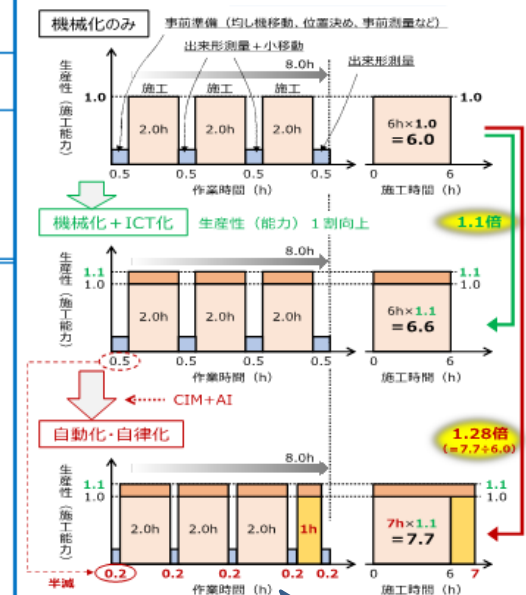 機械化のみ
事前準備（均し機移動、位置決め、事前測量など）
出来形測量＋小移動
8.0h
出来形測量
生産性（施工能力）
1.0
施工 施工 施工
2.0h 2.0h 2.0h
0.5 0.5 0.5 0.5
作業時間（h）
1.0
6h×1.0
＝6.0
0 6
施工時間（h）
機械化＋ICT化 生産性（能力）１割向上
1.1倍
8.0h
生産性（施工能力）
1.1
1.0
2.0h 2.0h 2.0h
0.5 0.5 0.5 0.5
作業時間（h）
1.1
1.0
6h×1.1
＝6.6
0 6
施工時間（h）
CIM+AI
自動化・自律化
1.28倍
(＝7.7÷6.0)
8.0h
生産性（施工能力）
1.1
1.0
2.0h 2.0h 2.0h 1h
0.2 0.2 0.2 0.2 0.2
半減
作業時間（h）
1.1
1.0
7h×1.1
＝7.7
0 6 7
施工時間（h）